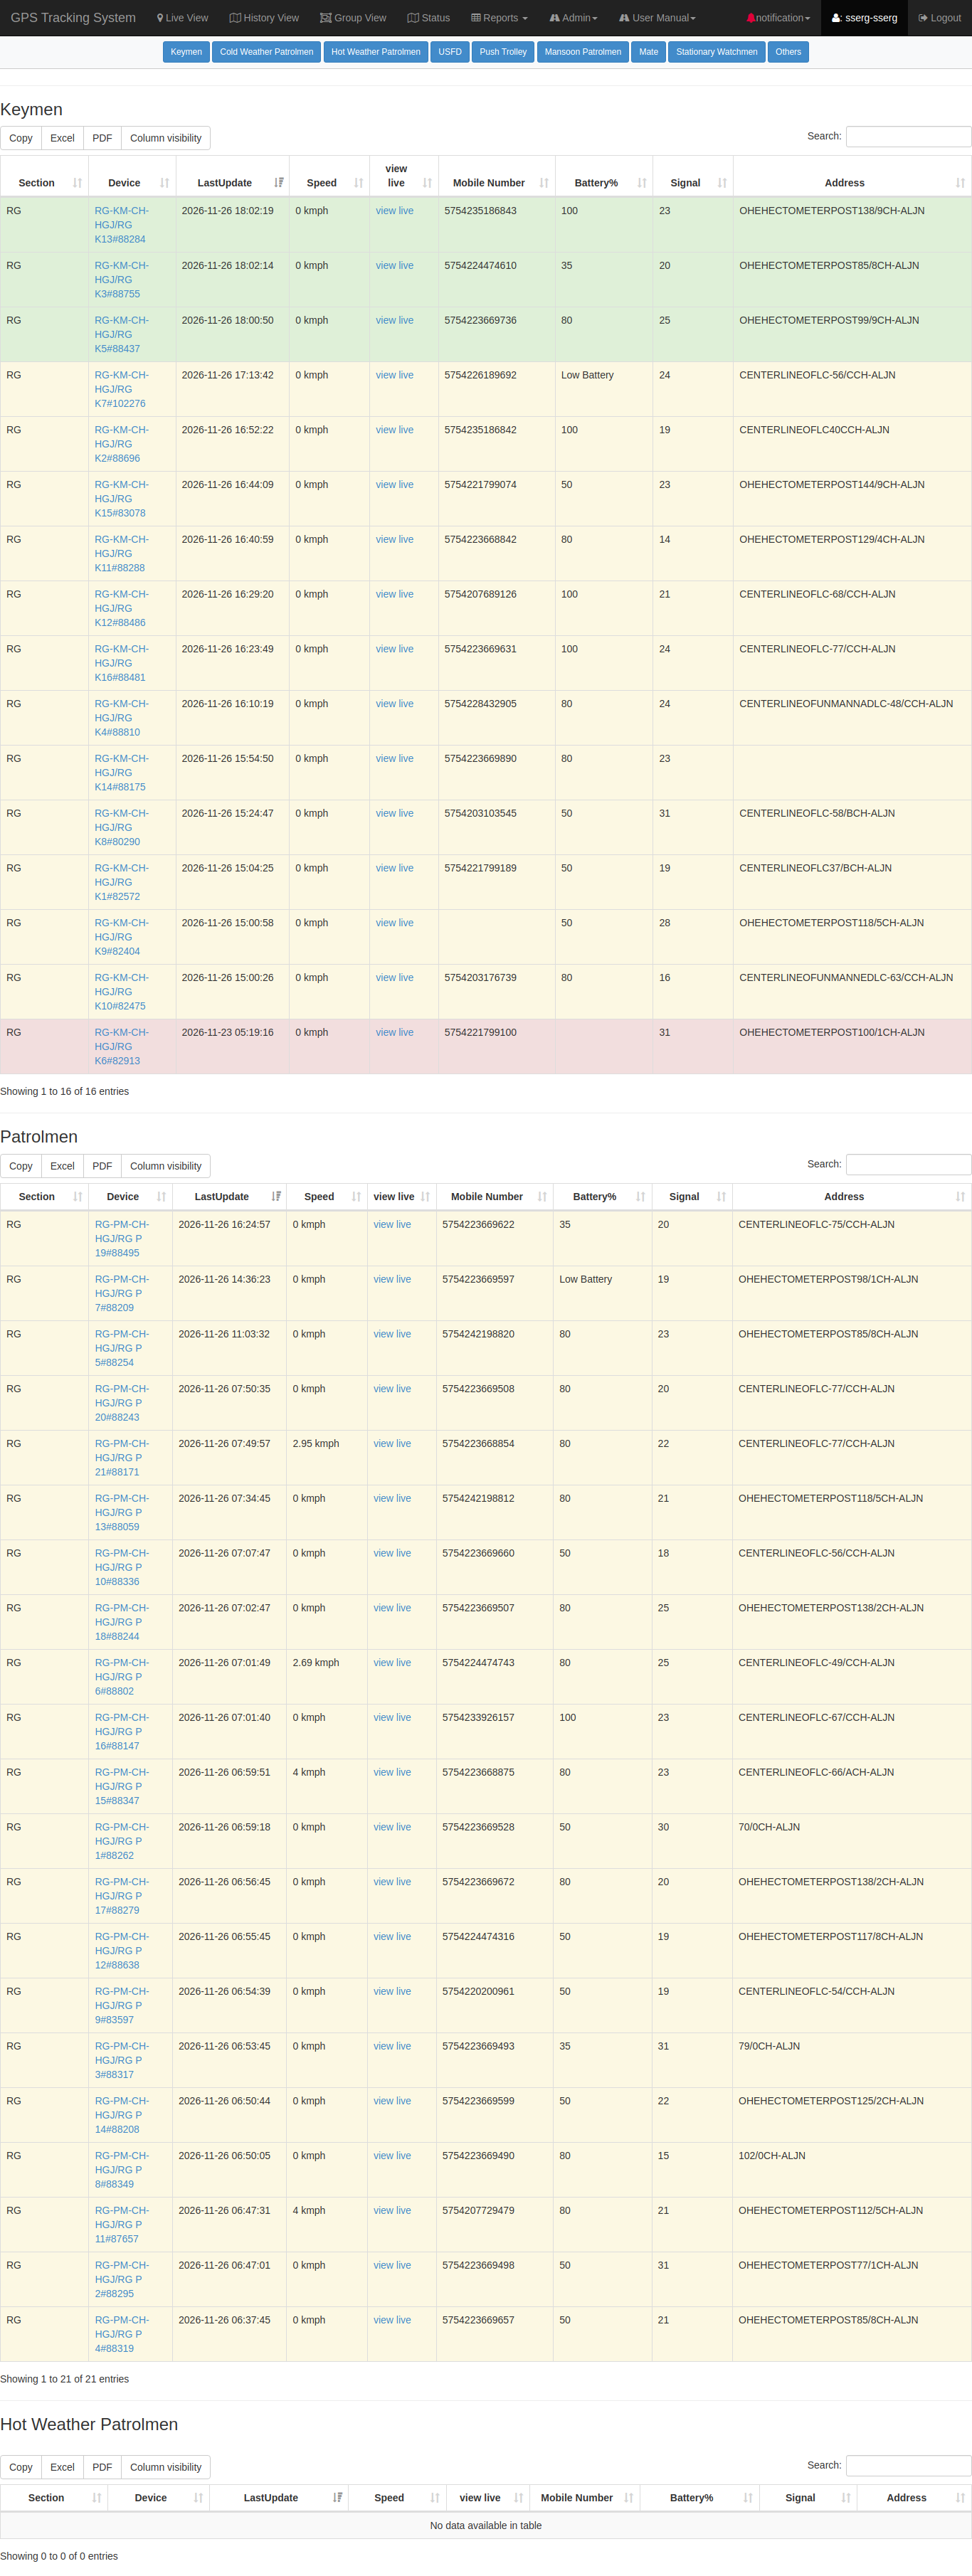 GPS Tracking System Live View History View Group View Status Reports Admin User Manual notification : sserg-sserg Logout
Keymen Cold Weather Patrolmen Hot Weather Patrolmen USFD Push Trolley Mansoon Patrolmen Mate Stationary Watchmen Others
Keymen
Copy Excel PDF Column visibility Search:
view
Section Device LastUpdate Speed live Mobile Number Battery% Signal Address
RG RG-KM-CH- 2026-11-26 18:02:19 0 kmph view live 5754235186843 100 23 OHEHECTOMETERPOST138/9CH-ALJN
HGJ/RG
K13#88284
RG RG-KM-CH- 2026-11-26 18:02:14 0 kmph view live 5754224474610 35 20 OHEHECTOMETERPOST85/8CH-ALJN
HGJ/RG
K3#88755
RG RG-KM-CH- 2026-11-26 18:00:50 0 kmph view live 5754223669736 80 25 OHEHECTOMETERPOST99/9CH-ALJN
HGJ/RG
K5#88437
RG RG-KM-CH- 2026-11-26 17:13:42 0 kmph view live 5754226189692 Low Battery 24 CENTERLINEOFLC-56/CCH-ALJN
HGJ/RG
K7#102276
RG RG-KM-CH- 2026-11-26 16:52:22 0 kmph view live 5754235186842 100 19 CENTERLINEOFLC40CCH-ALJN
HGJ/RG
K2#88696
RG RG-KM-CH- 2026-11-26 16:44:09 0 kmph view live 5754221799074 50 23 OHEHECTOMETERPOST144/9CH-ALJN
HGJ/RG
K15#83078
RG RG-KM-CH- 2026-11-26 16:40:59 0 kmph view live 5754223668842 80 14 OHEHECTOMETERPOST129/4CH-ALJN
HGJ/RG
K11#88288
RG RG-KM-CH- 2026-11-26 16:29:20 0 kmph view live 5754207689126 100 21 CENTERLINEOFLC-68/CCH-ALJN
HGJ/RG
K12#88486
RG RG-KM-CH- 2026-11-26 16:23:49 0 kmph view live 5754223669631 100 24 CENTERLINEOFLC-77/CCH-ALJN
HGJ/RG
K16#88481
RG RG-KM-CH- 2026-11-26 16:10:19 0 kmph view live 5754228432905 80 24 CENTERLINEOFUNMANNADLC-48/CCH-ALJN
HGJ/RG
K4#88810
RG RG-KM-CH- 2026-11-26 15:54:50 0 kmph view live 5754223669890 80 23
HGJ/RG
K14#88175
RG RG-KM-CH- 2026-11-26 15:24:47 0 kmph view live 5754203103545 50 31 CENTERLINEOFLC-58/BCH-ALJN
HGJ/RG
K8#80290
RG RG-KM-CH- 2026-11-26 15:04:25 0 kmph view live 5754221799189 50 19 CENTERLINEOFLC37/BCH-ALJN
HGJ/RG
K1#82572
RG RG-KM-CH- 2026-11-26 15:00:58 0 kmph view live 50 28 OHEHECTOMETERPOST118/5CH-ALJN
HGJ/RG
K9#82404
RG RG-KM-CH- 2026-11-26 15:00:26 0 kmph view live 5754203176739 80 16 CENTERLINEOFUNMANNEDLC-63/CCH-ALJN
HGJ/RG
K10#82475
RG RG-KM-CH- 2026-11-23 05:19:16 0 kmph view live 5754221799100 31 OHEHECTOMETERPOST100/1CH-ALJN
HGJ/RG
K6#82913
Showing 1 to 16 of 16 entries
Patrolmen
Copy Excel PDF Column visibility Search:
Section Device LastUpdate Speed view live Mobile Number Battery% Signal Address
RG RG-PM-CH- 2026-11-26 16:24:57 0 kmph view live 5754223669622 35 20 CENTERLINEOFLC-75/CCH-ALJN
HGJ/RG P
19#88495
RG RG-PM-CH- 2026-11-26 14:36:23 0 kmph view live 5754223669597 Low Battery 19 OHEHECTOMETERPOST98/1CH-ALJN
HGJ/RG P
7#88209
RG RG-PM-CH- 2026-11-26 11:03:32 0 kmph view live 5754242198820 80 23 OHEHECTOMETERPOST85/8CH-ALJN
HGJ/RG P
5#88254
RG RG-PM-CH- 2026-11-26 07:50:35 0 kmph view live 5754223669508 80 20 CENTERLINEOFLC-77/CCH-ALJN
HGJ/RG P
20#88243
RG RG-PM-CH- 2026-11-26 07:49:57 2.95 kmph view live 5754223668854 80 22 CENTERLINEOFLC-77/CCH-ALJN
HGJ/RG P
21#88171
RG RG-PM-CH- 2026-11-26 07:34:45 0 kmph view live 5754242198812 80 21 OHEHECTOMETERPOST118/5CH-ALJN
HGJ/RG P
13#88059
RG RG-PM-CH- 2026-11-26 07:07:47 0 kmph view live 5754223669660 50 18 CENTERLINEOFLC-56/CCH-ALJN
HGJ/RG P
10#88336
RG RG-PM-CH- 2026-11-26 07:02:47 0 kmph view live 5754223669507 80 25 OHEHECTOMETERPOST138/2CH-ALJN
HGJ/RG P
18#88244
RG RG-PM-CH- 2026-11-26 07:01:49 2.69 kmph view live 5754224474743 80 25 CENTERLINEOFLC-49/CCH-ALJN
HGJ/RG P
6#88802
RG RG-PM-CH- 2026-11-26 07:01:40 0 kmph view live 5754233926157 100 23 CENTERLINEOFLC-67/CCH-ALJN
HGJ/RG P
16#88147
RG RG-PM-CH- 2026-11-26 06:59:51 4 kmph view live 5754223668875 80 23 CENTERLINEOFLC-66/ACH-ALJN
HGJ/RG P
15#88347
RG RG-PM-CH- 2026-11-26 06:59:18 0 kmph view live 5754223669528 50 30 70/0CH-ALJN
HGJ/RG P
1#88262
RG RG-PM-CH- 2026-11-26 06:56:45 0 kmph view live 5754223669672 80 20 OHEHECTOMETERPOST138/2CH-ALJN
HGJ/RG P
17#88279
RG RG-PM-CH- 2026-11-26 06:55:45 0 kmph view live 5754224474316 50 19 OHEHECTOMETERPOST117/8CH-ALJN
HGJ/RG P
12#88638
RG RG-PM-CH- 2026-11-26 06:54:39 0 kmph view live 5754220200961 50 19 CENTERLINEOFLC-54/CCH-ALJN
HGJ/RG P
9#83597
RG RG-PM-CH- 2026-11-26 06:53:45 0 kmph view live 5754223669493 35 31 79/0CH-ALJN
HGJ/RG P
3#88317
RG RG-PM-CH- 2026-11-26 06:50:44 0 kmph view live 5754223669599 50 22 OHEHECTOMETERPOST125/2CH-ALJN
HGJ/RG P
14#88208
RG RG-PM-CH- 2026-11-26 06:50:05 0 kmph view live 5754223669490 80 15 102/0CH-ALJN
HGJ/RG P
8#88349
RG RG-PM-CH- 2026-11-26 06:47:31 4 kmph view live 5754207729479 80 21 OHEHECTOMETERPOST112/5CH-ALJN
HGJ/RG P
11#87657
RG RG-PM-CH- 2026-11-26 06:47:01 0 kmph view live 5754223669498 50 31 OHEHECTOMETERPOST77/1CH-ALJN
HGJ/RG P
2#88295
RG RG-PM-CH- 2026-11-26 06:37:45 0 kmph view live 5754223669657 50 21 OHEHECTOMETERPOST85/8CH-ALJN
HGJ/RG P
4#88319
Showing 1 to 21 of 21 entries
Hot Weather Patrolmen
Copy Excel PDF Column visibility Search:
Section Device LastUpdate Speed view live Mobile Number Battery% Signal Address
No data available in table
Showing 0 to 0 of 0 entries